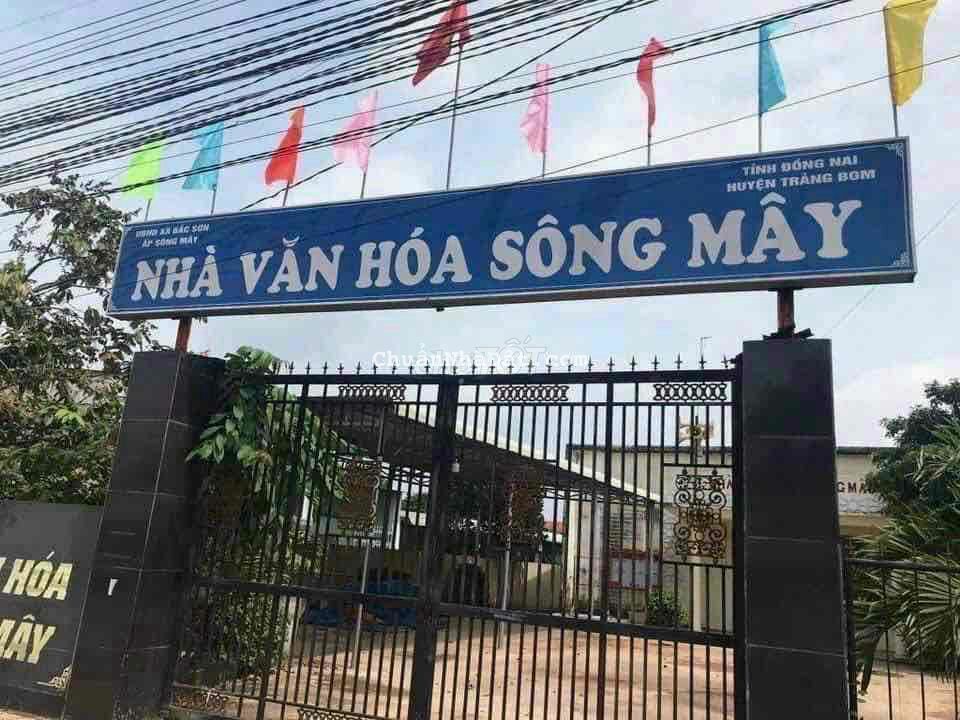 TỈNH ĐỒNG NAI
HUYỆN TRẢNG BOM
UBND XÃ BẮC SƠN
ẤP SÔNG MÂY
NHÀ VĂN HÓA SÔNG MÂY
ChuẩnNhàĐất.com
HÓA
MÂY